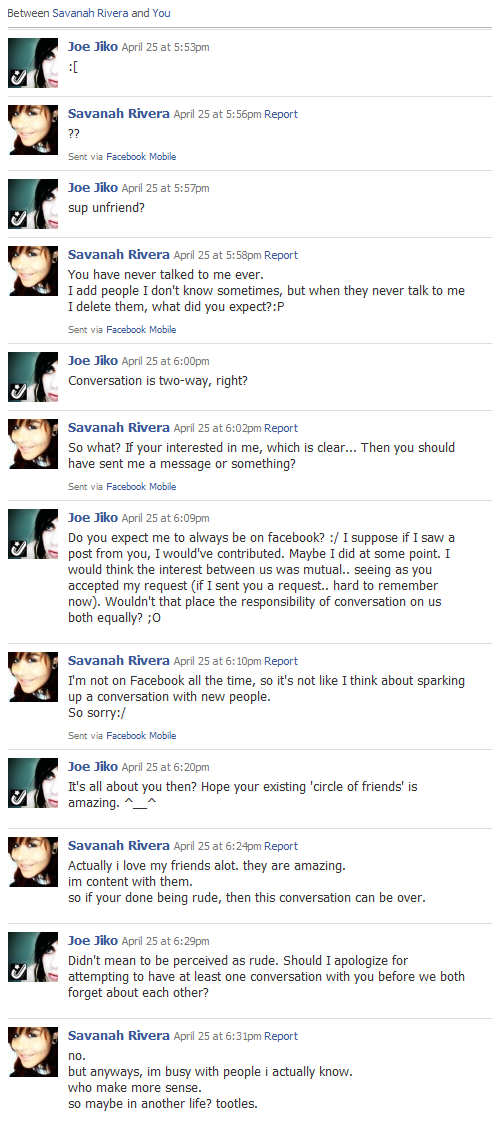 Between Savanah Rivera and You
Joe Jiko April 25 at 5:53pm
:[
Savanah Rivera April 25 at 5:56pm Report
??
Sent via Facebook Mobile
Joe Jiko April 25 at 5:57pm
sup unfriend?
Savanah Rivera April 25 at 5:58pm Report
You have never talked to me ever.
I add people I don't know sometimes, but when they never talk to me
I delete them, what did you expect?:P
Sent via Facebook Mobile
Joe Jiko April 25 at 6:00pm
Conversation is two-way, right?
Savanah Rivera April 25 at 6:02pm Report
So what? If your interested in me, which is clear... Then you should
have sent me a message or something?
Sent via Facebook Mobile
Joe Jiko April 25 at 6:09pm
Do you expect me to always be on facebook? :/ I suppose if I saw a
post from you, I would've contributed. Maybe I did at some point. I
would think the interest between us was mutual.. seeing as you
accepted my request (if I sent you a request.. hard to remember
now). Wouldn't that place the responsibility of conversation on us
both equally? ;O
Savanah Rivera April 25 at 6:10pm Report
I'm not on Facebook all the time, so it's not like I think about sparking
up a conversation with new people.
So sorry:/
Sent via Facebook Mobile
Joe Jiko April 25 at 6:20pm
It's all about you then? Hope your existing 'circle of friends' is
amazing. ^__^
Savanah Rivera April 25 at 6:24pm Report
Actually i love my friends alot. they are amazing.
im content with them.
so if your done being rude, then this conversation can be over.
Joe Jiko April 25 at 6:29pm
Didn't mean to be perceived as rude. Should I apologize for
attempting to have at least one conversation with you before we both
forget about each other?
Savanah Rivera April 25 at 6:31pm Report
no.
but anyways, im busy with people i actually know.
who make more sense.
so maybe in another life? tootles.